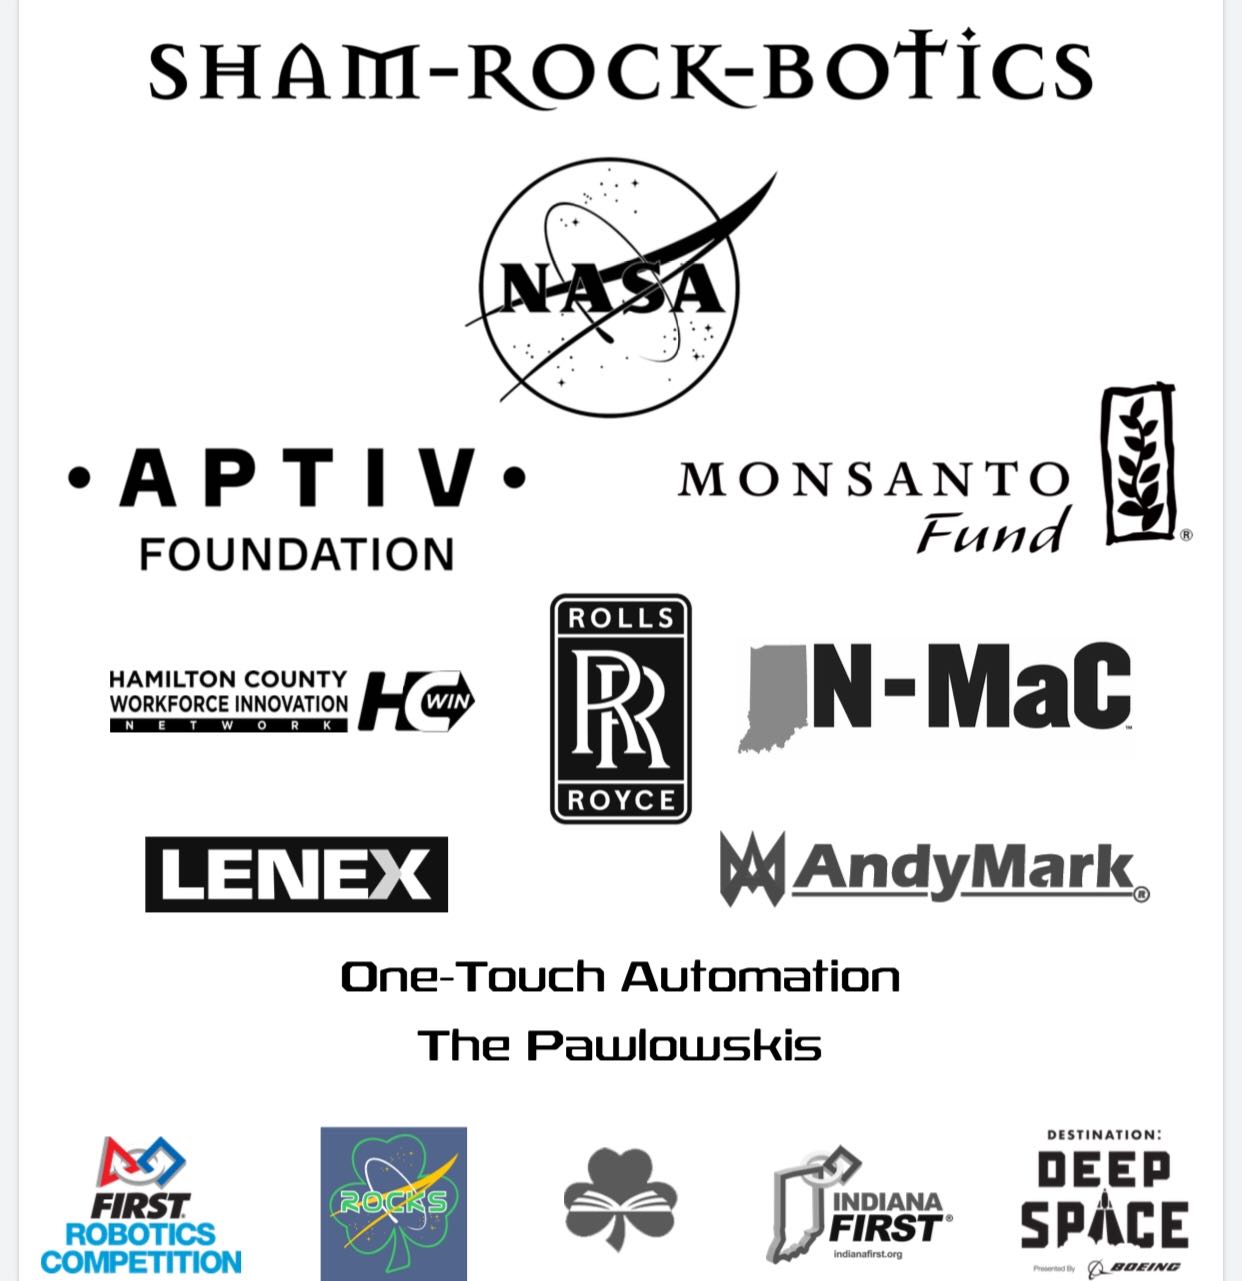 SHAM-ROCK-BOTICS
NASA
• APTIV •
FOUNDATION
MONSANTO
Fund
®
HAMILTON COUNTY
WORKFORCE INNOVATION
NETWORK
HC WIN
ROLLS
RR
ROYCE
N-MaC™
LENEX
AndyMark®
One-Touch Automation
The Pawlowskis
FIRST
ROBOTICS
COMPETITION
ROCKS
INDIANA
FIRST®
indianafirst.org
DESTINATION:
DEEP
SPACE
Presented By BOEING